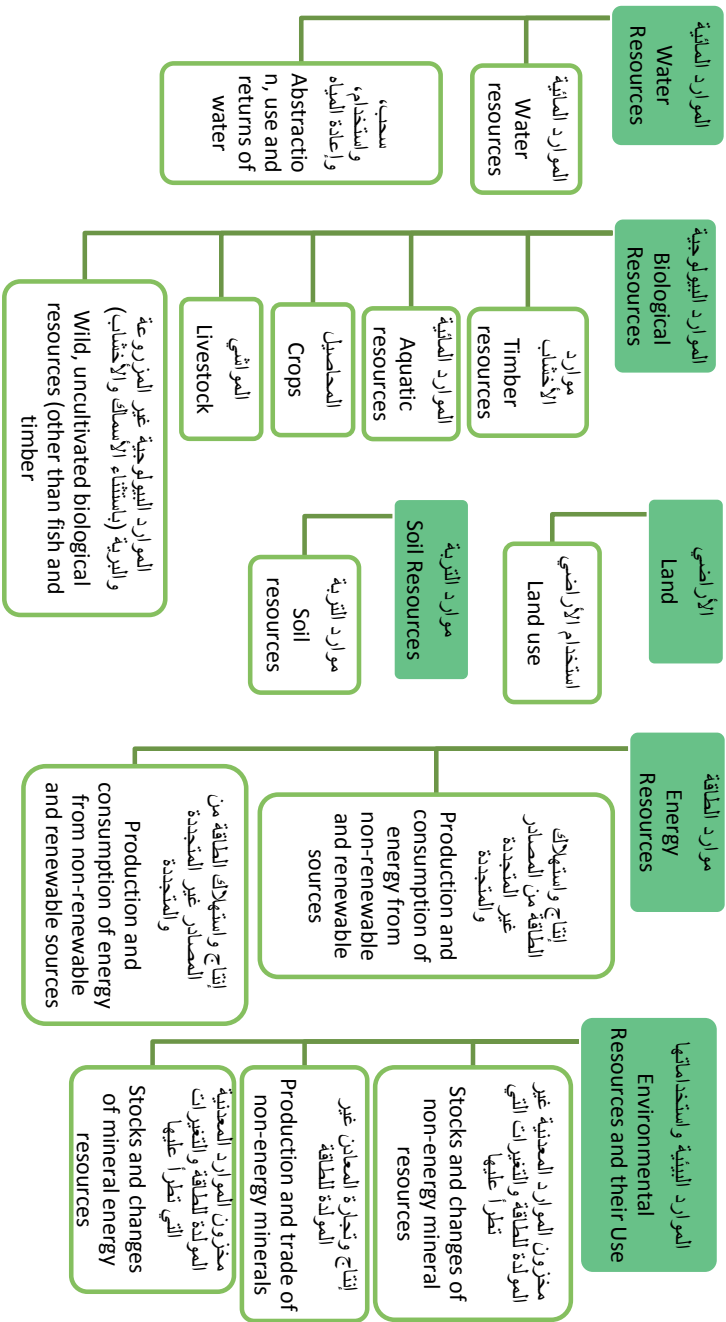 الموارد المائية
Water
Resources
الموارد المائية
Water
resources
سحب،
واستخدام،
وإعادة المياه
Abstractio
n, use and
returns of
water
الموارد البيولوجية
Biological
Resources
موارد
الأخشاب
Timber
resources
الموارد المائية
Aquatic
resources
المحاصيل
Crops
المواشي
Livestock
الموارد البيولوجية غير المزروعة
والبرية (باستثناء الأسماك والأخشاب)
Wild, uncultivated biological
resources (other than fish and
timber
الأراضي
Land
استخدام الأراضي
Land use
موارد التربة
Soil Resources
موارد التربة
Soil
resources
موارد الطاقة
Energy
Resources
إنتاج واستهلاك
الطاقة من المصادر
غير المتجددة
والمتجددة
Production and
consumption of
energy from
non-renewable
and renewable
sources
إنتاج واستهلاك الطاقة من
المصادر غير المتجددة
والمتجددة
Production and
consumption of energy
from non-renewable
and renewable sources
الموارد البيئية واستخداماتها
Environmental
Resources and their Use
مخزون الموارد المعدنية غير
المولدة للطاقة والتغيرات التي
تطرأ عليها
Stocks and changes of
non-energy mineral
resources
إنتاج وتجارة المعادن غير
المولدة للطاقة
Production and trade of
non-energy minerals
مخزون الموارد المعدنية
المولدة للطاقة والتغيرات
التي تطرأ عليها
Stocks and changes
of mineral energy
resources